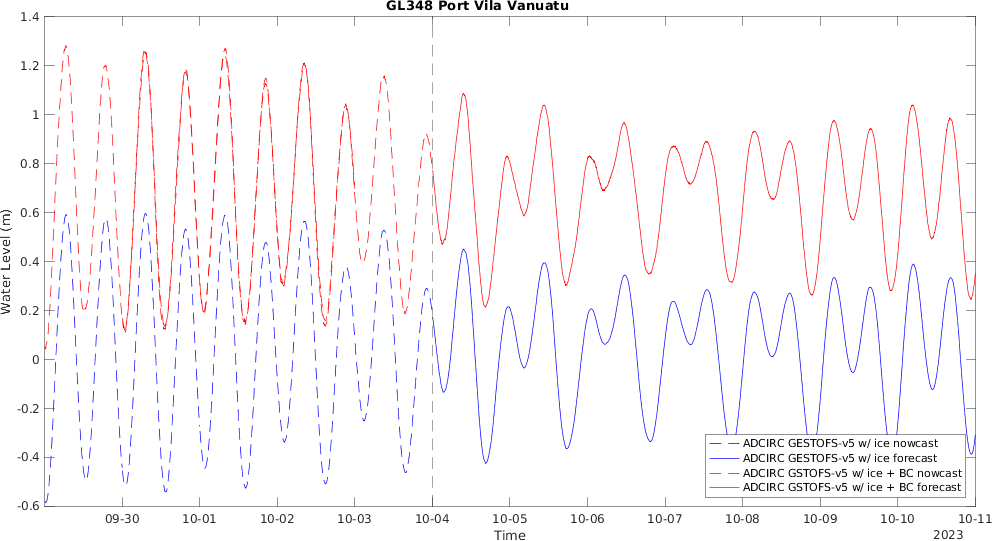 GL348 Port Vila Vanuatu
1.4
1.2
1
0.8
0.6
0.4
0.2
0
-0.2
-0.4
-0.6
Water Level (m)
ADCIRC GESTOFS-v5 w/ ice nowcast
ADCIRC GESTOFS-v5 w/ ice forecast
ADCIRC GSTOFS-v5 w/ ice + BC nowcast
ADCIRC GSTOFS-v5 w/ ice + BC forecast
09-30 10-01 10-02 10-03 10-04 10-05 10-06 10-07 10-08 10-09 10-10 10-11
Time
2023